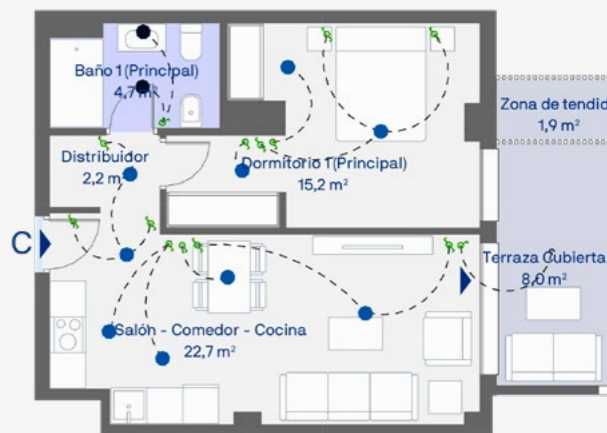 Baño 1(Principal)
4,7 m²
Zona de tendid
1,9 m²
Distribuidor
2,2 m²
Dormitorio 1(Principal)
15,2 m²
C
Terraza Cubierta
8,0 m²
Salón - Comedor - Cocina
22,7 m²